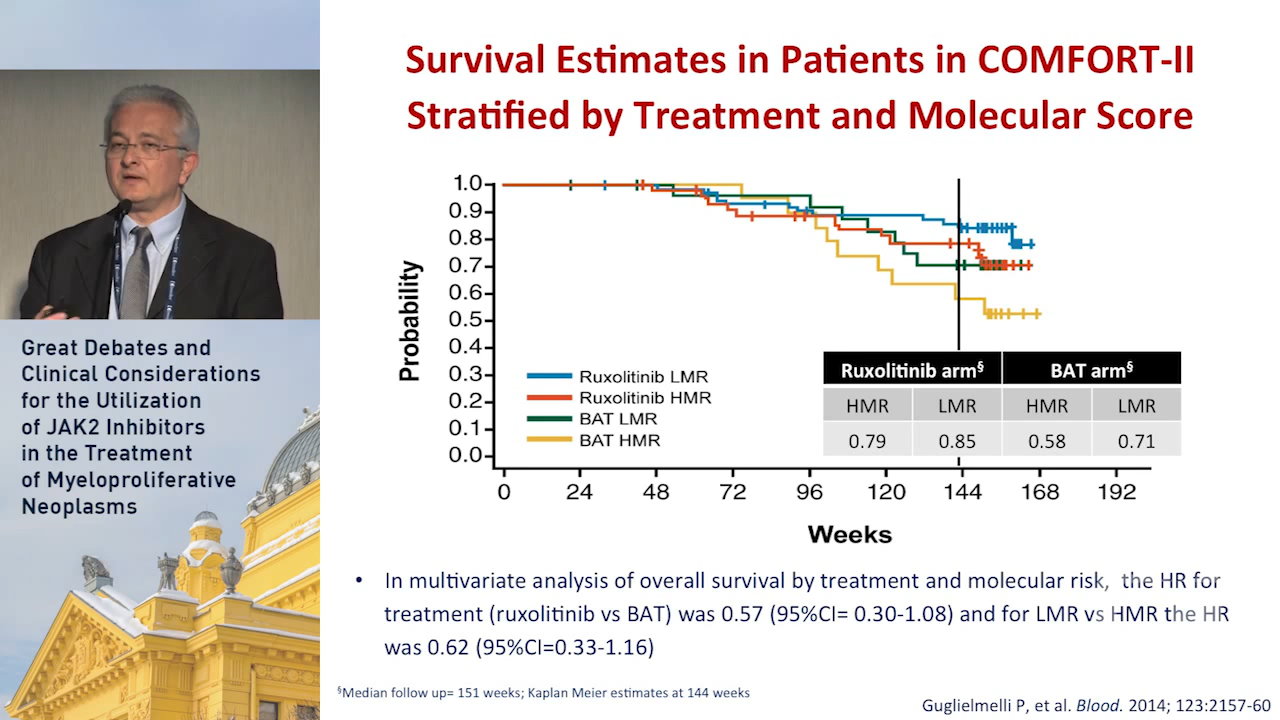 Survival Estimates in Patients in COMFORT-II
Stratified by Treatment and Molecular Score
Great Debates and
Clinical Considerations
for the Utilization
of JAK2 Inhibitors
in the Treatment
of Myeloproliferative
Neoplasms
Probability
1.0
0.9
0.8
0.7
0.6
0.5
0.4
0.3
0.2
0.1
0.0
Ruxolitinib LMR
Ruxolitinib HMR
BAT LMR
BAT HMR
Ruxolitinib arm§ BAT arm§
HMR LMR HMR LMR
0.79 0.85 0.58 0.71
0 24 48 72 96 120 144 168 192
Weeks
• In multivariate analysis of overall survival by treatment and molecular risk, the HR for
treatment (ruxolitinib vs BAT) was 0.57 (95%CI= 0.30-1.08) and for LMR vs HMR the HR
was 0.62 (95%CI=0.33-1.16)
§Median follow up= 151 weeks; Kaplan Meier estimates at 144 weeks
Guglielmelli P, et al. Blood. 2014; 123:2157-60